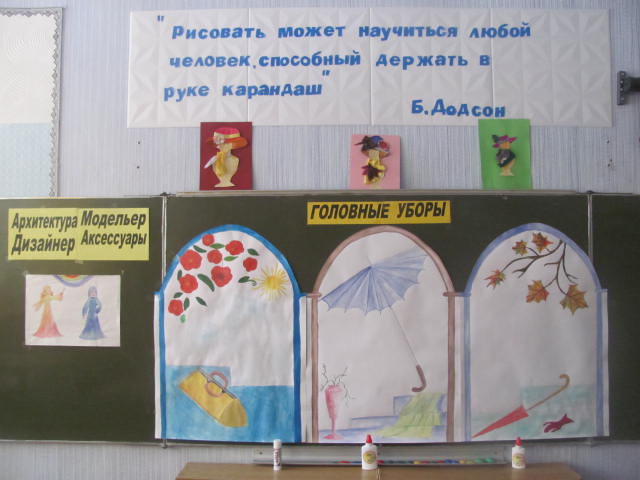 "Рисовать может научиться любой
человек, способный держать в
руке карандаш"
Б. Додсон
Архитектура Модельер
Дизайнер Аксессуары
ГОЛОВНЫЕ УБОРЫ